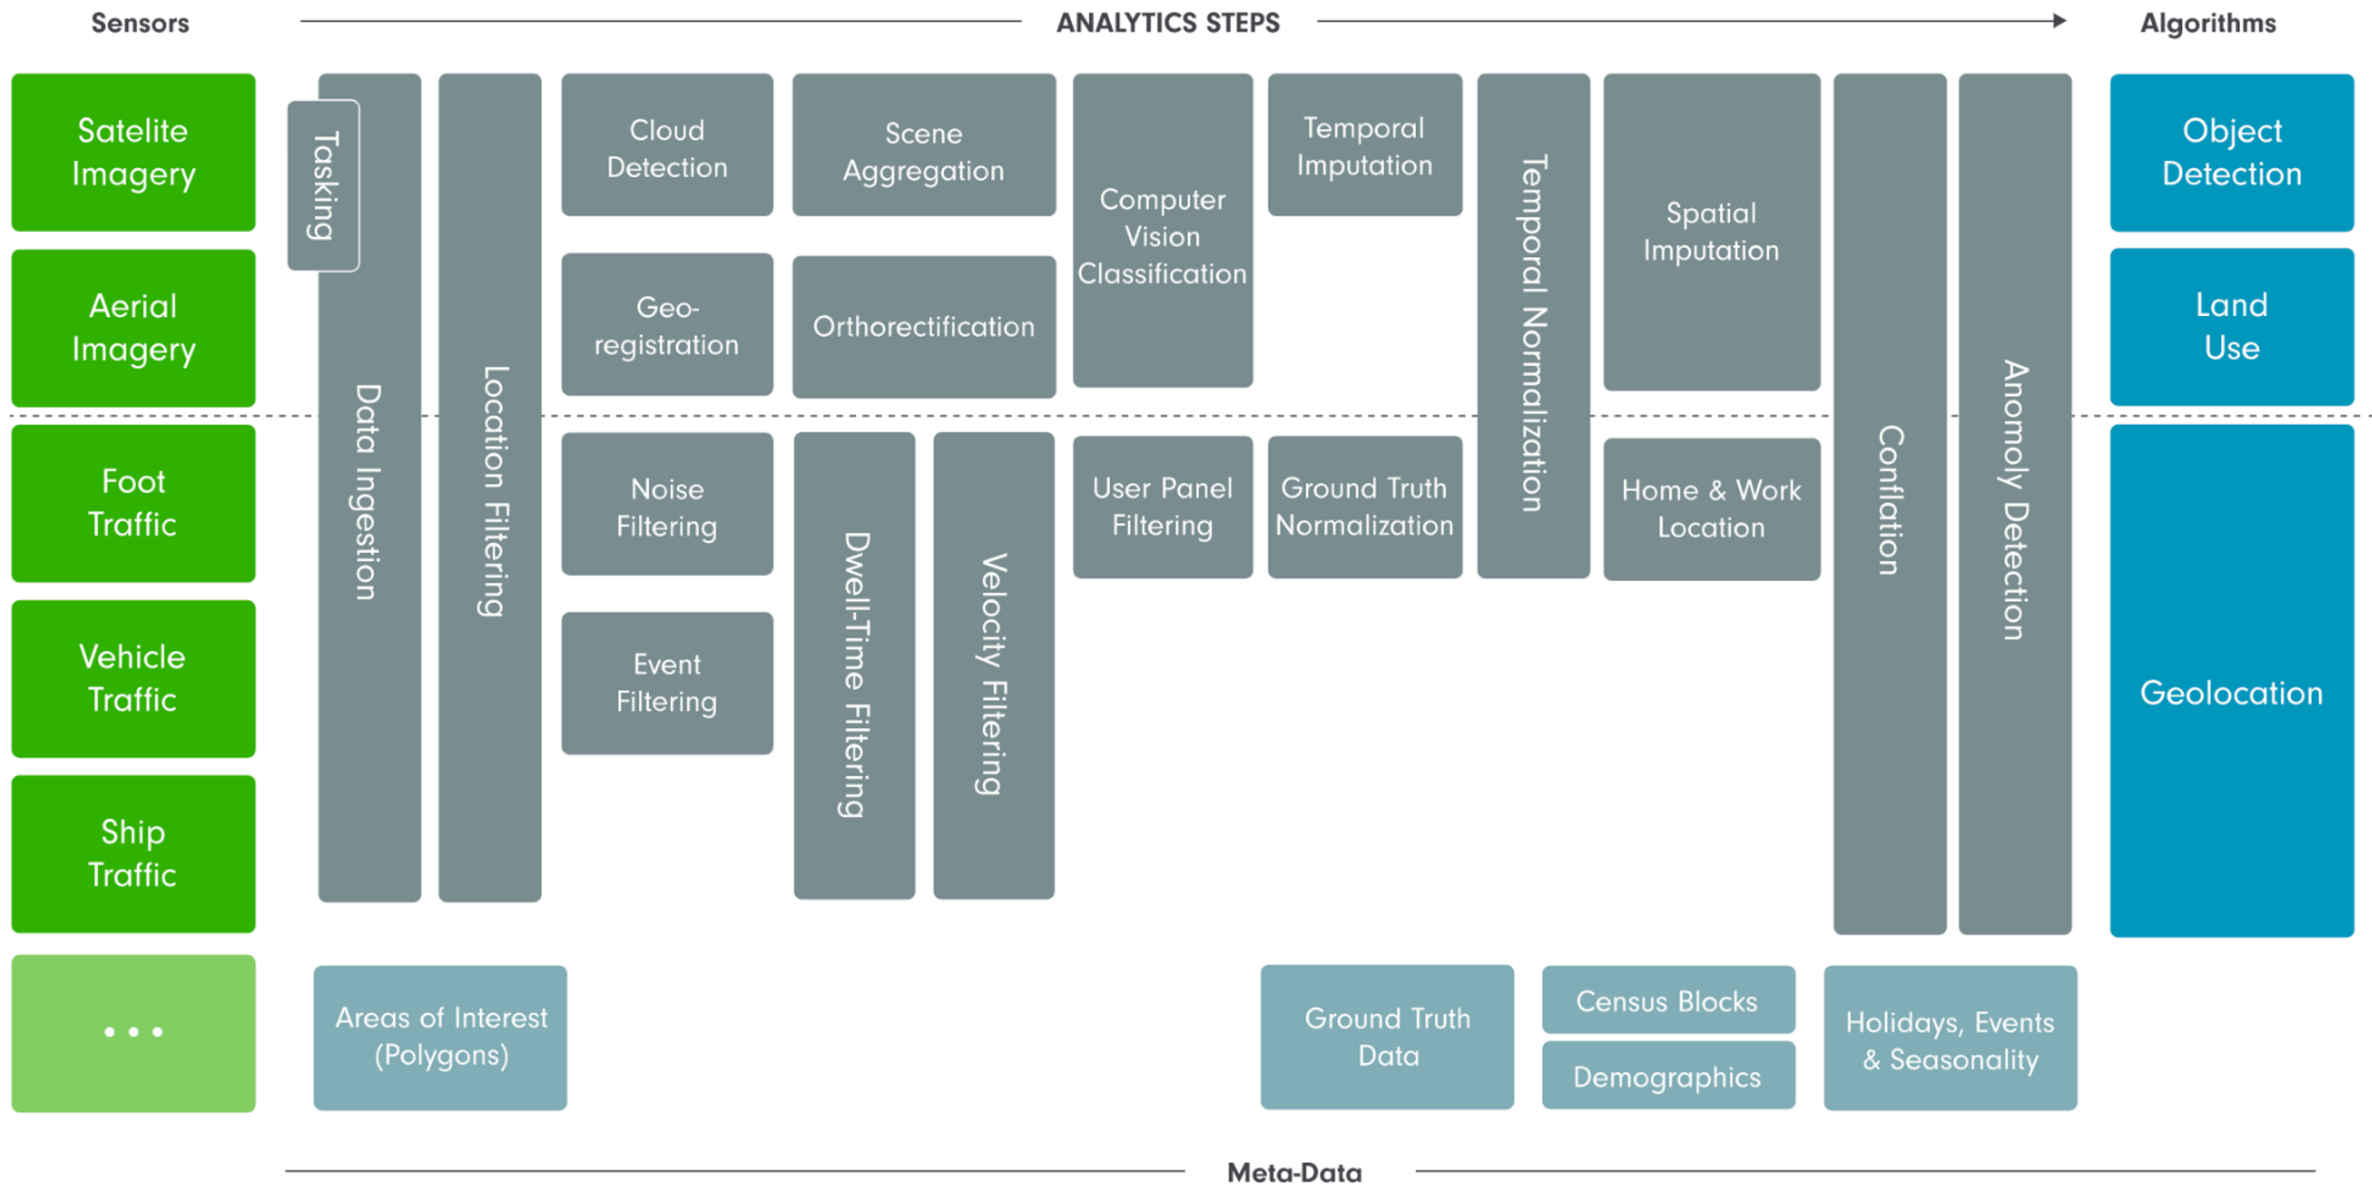 Sensors
ANALYTICS STEPS
Algorithms
Satelite
Imagery
Aerial
Imagery
Foot
Traffic
Vehicle
Traffic
Ship
Traffic
...
Tasking
Data Ingestion
Location Filtering
Cloud
Detection
Scene
Aggregation
Geo-
registration
Orthorectification
Computer
Vision
Classification
Temporal
Imputation
Temporal Normalization
Spatial
Imputation
Noise
Filtering
Event
Filtering
Dwell-Time Filtering
Velocity Filtering
User Panel
Filtering
Ground Truth
Normalization
Home & Work
Location
Conflation
Anomoly Detection
Object
Detection
Land
Use
Geolocation
Areas of Interest
(Polygons)
Ground Truth
Data
Census Blocks
Demographics
Holidays, Events
& Seasonality
Meta-Data